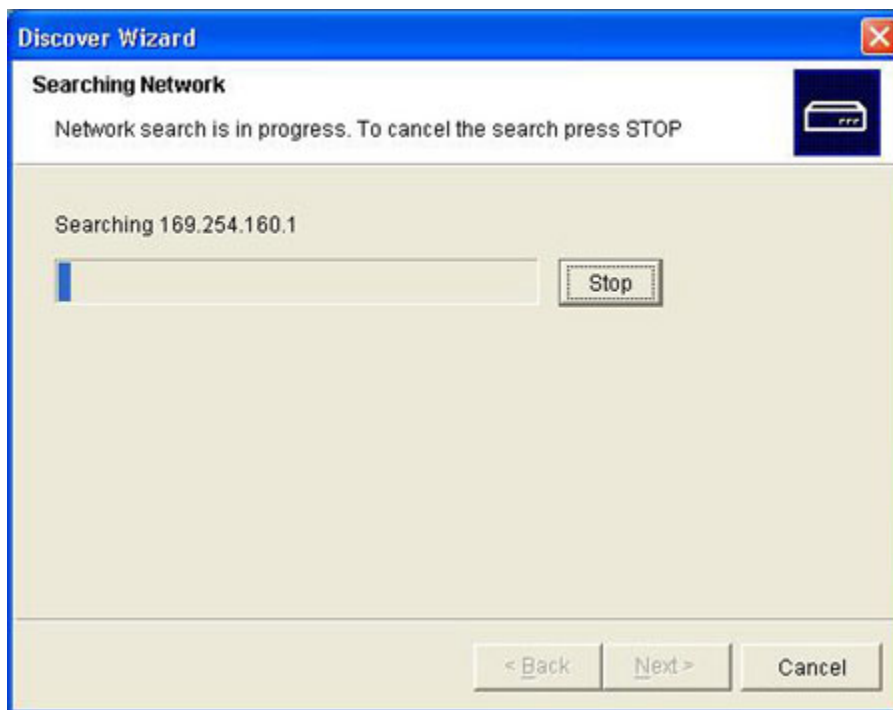 Discover Wizard
Searching Network
Network search is in progress. To cancel the search press STOP
Searching 169.254.160.1
Stop
< Back Next > Cancel